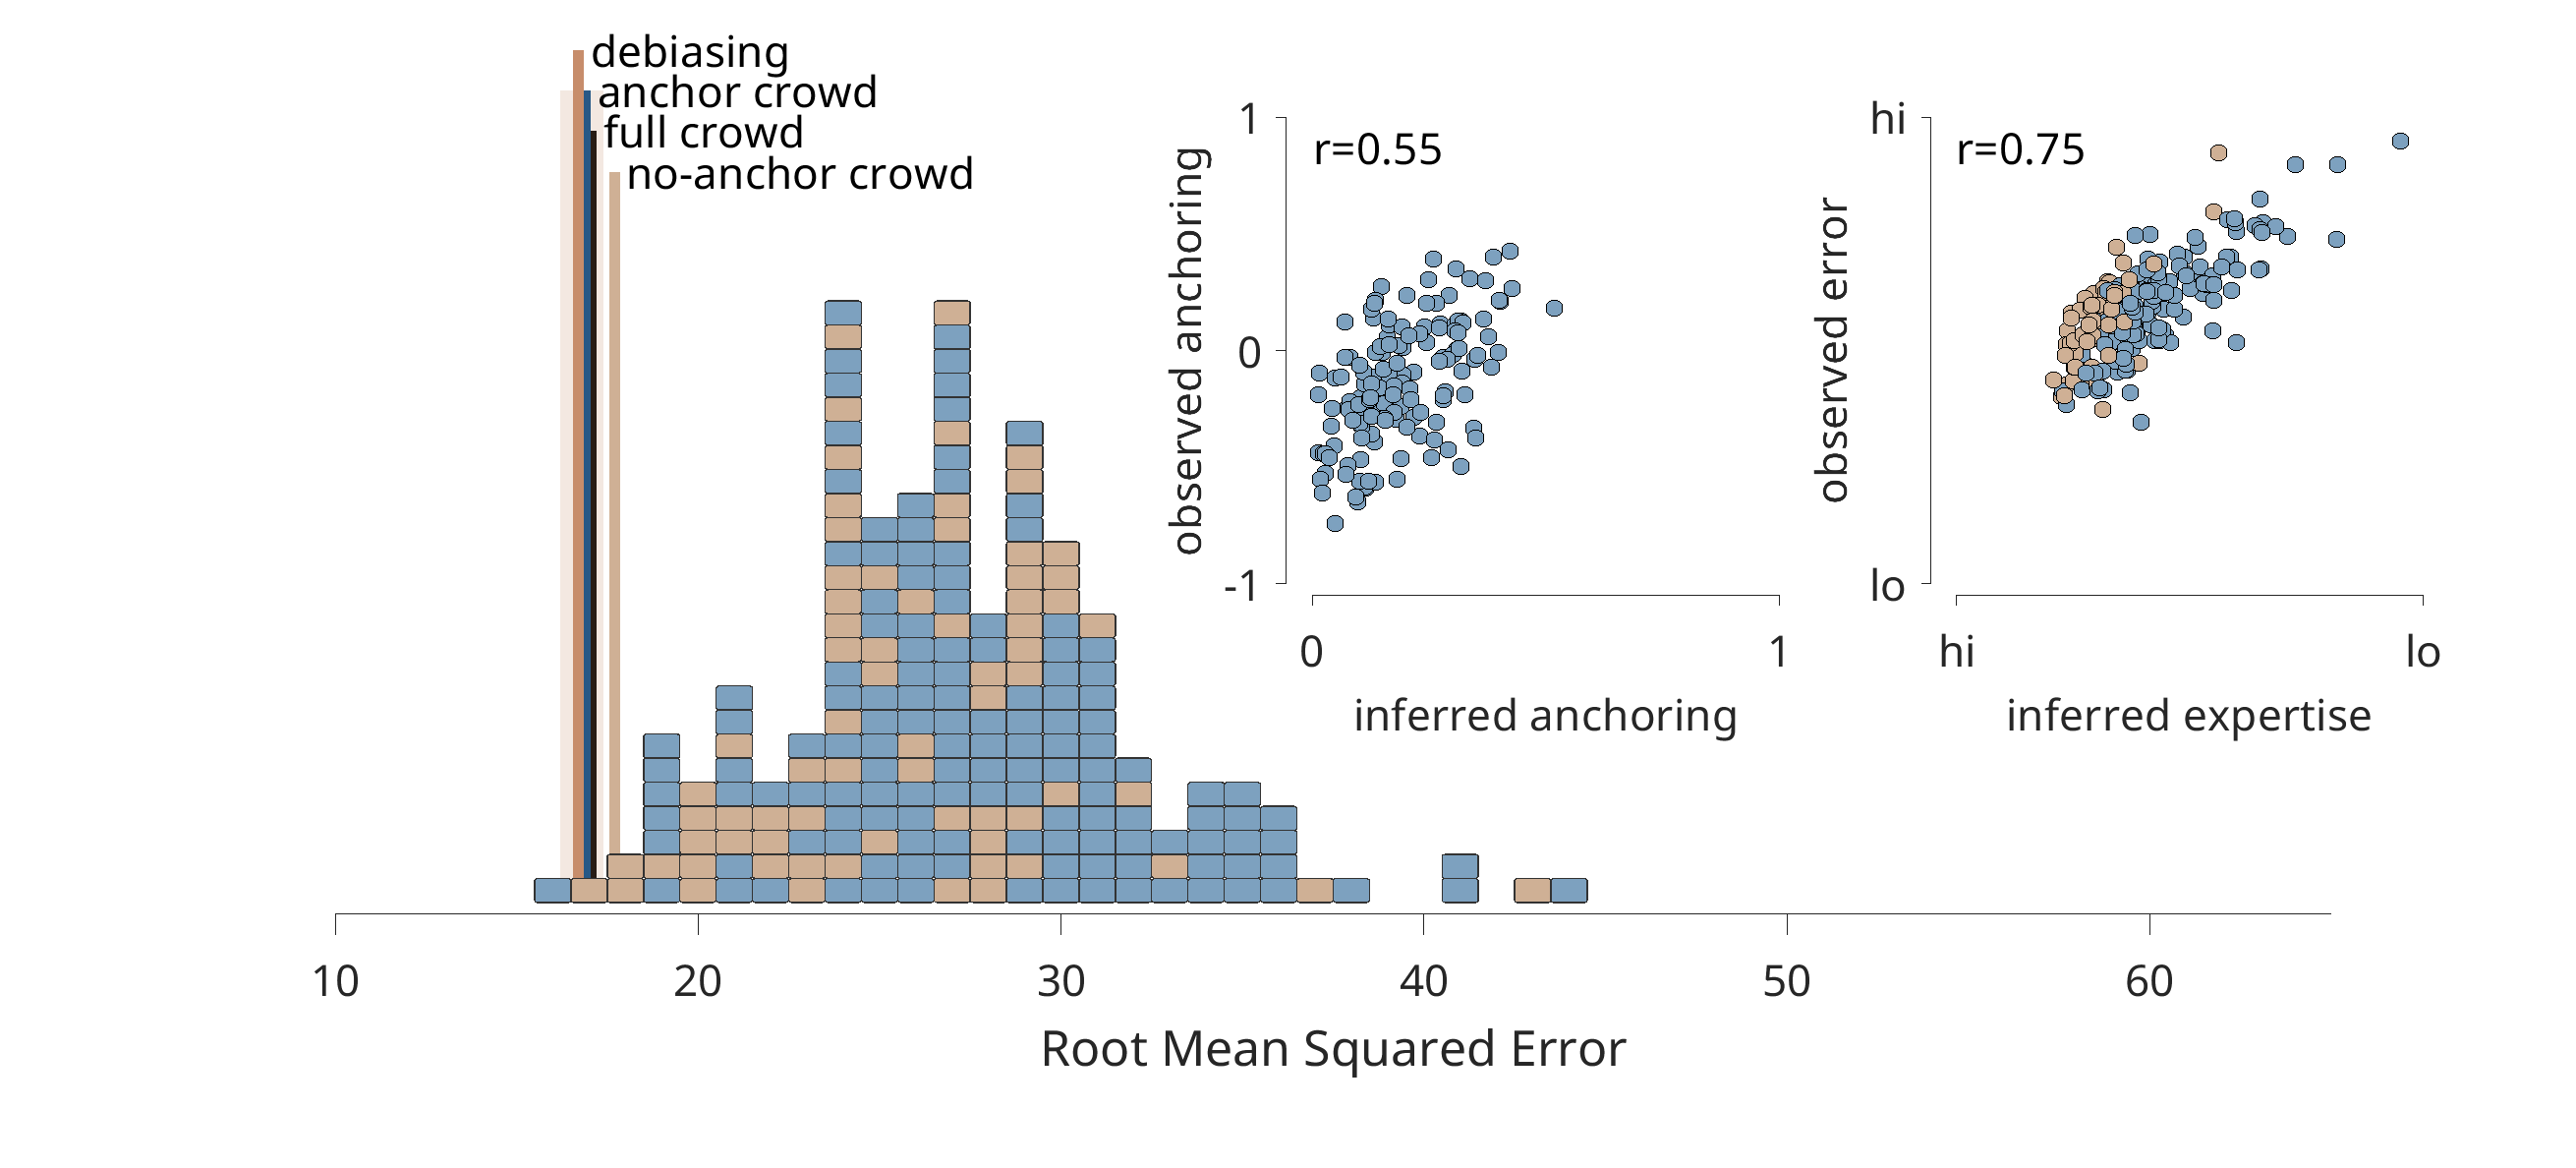 debiasing
anchor crowd
full crowd
no-anchor crowd
1
0
-1
observed anchoring
r=0.55
0 1
inferred anchoring
hi
lo
observed error
r=0.75
hi lo
inferred expertise
10 20 30 40 50 60
Root Mean Squared Error